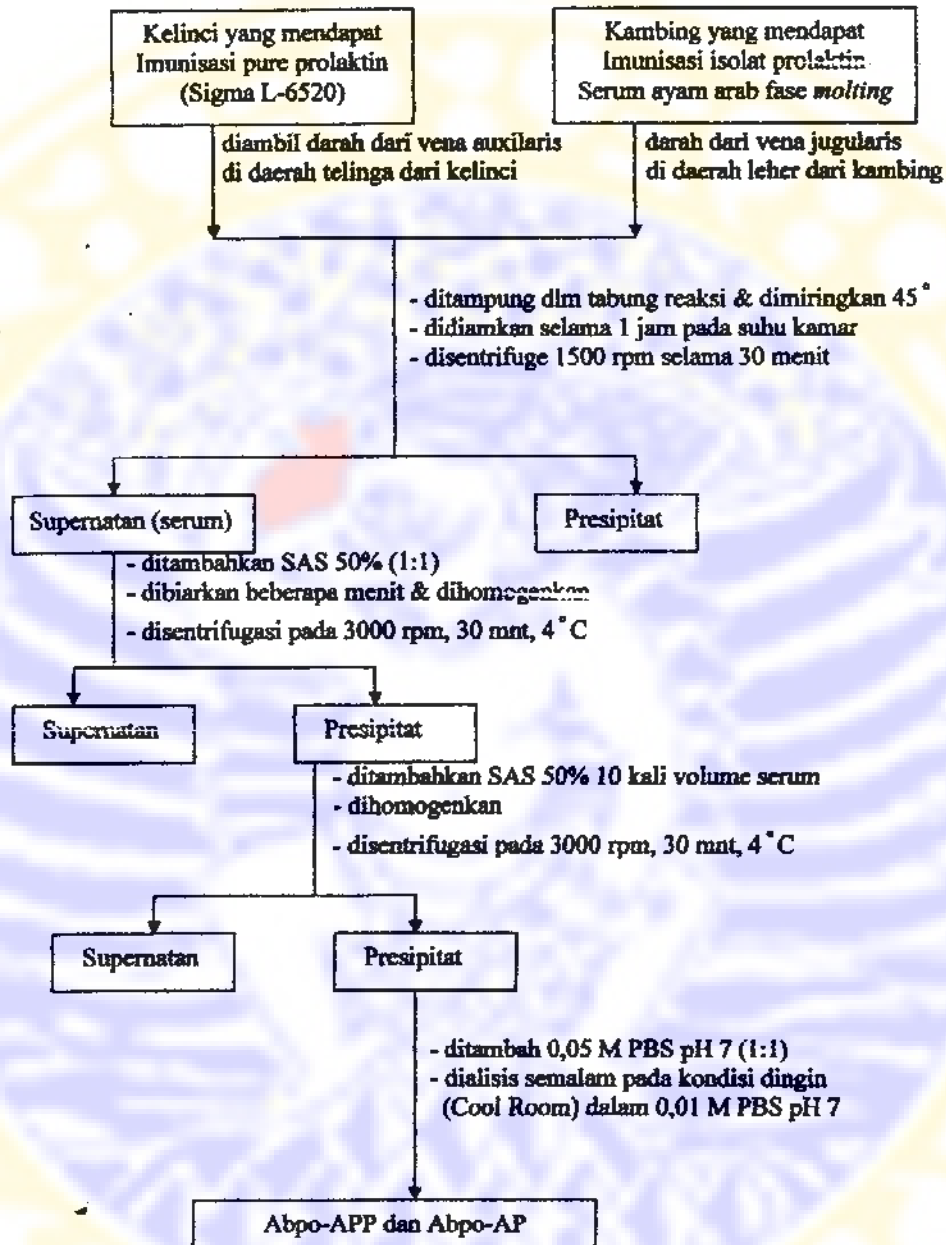 Kelinci yang mendapat
Imunisasi pure prolaktin
(Sigma L-6520)
Kambing yang mendapat
Imunisasi isolat prolaktin
Serum ayam arab fase molting
diambil darah dari vena auxilaris
di daerah telinga dari kelinci
darah dari vena jugularis
di daerah leher dari kambing
- ditampung dlm tabung reaksi & dimiringkan 45°
- didiamkan selama 1 jam pada suhu kamar
- disentrifuge 1500 rpm selama 30 menit
Supernatan (serum)
Presipitat
- ditambahkan SAS 50% (1:1)
- dibiarkan beberapa menit & dihomogenkan
- disentrifugasi pada 3000 rpm, 30 mnt, 4°C
Supernatan
Presipitat
- ditambahkan SAS 50% 10 kali volume serum
- dihomogenkan
- disentrifugasi pada 3000 rpm, 30 mnt, 4°C
Supernatan
Presipitat
- ditambah 0,05 M PBS pH 7 (1:1)
- dialisis semalam pada kondisi dingin
(Cool Room) dalam 0,01 M PBS pH 7
Abpo-APP dan Abpo-AP